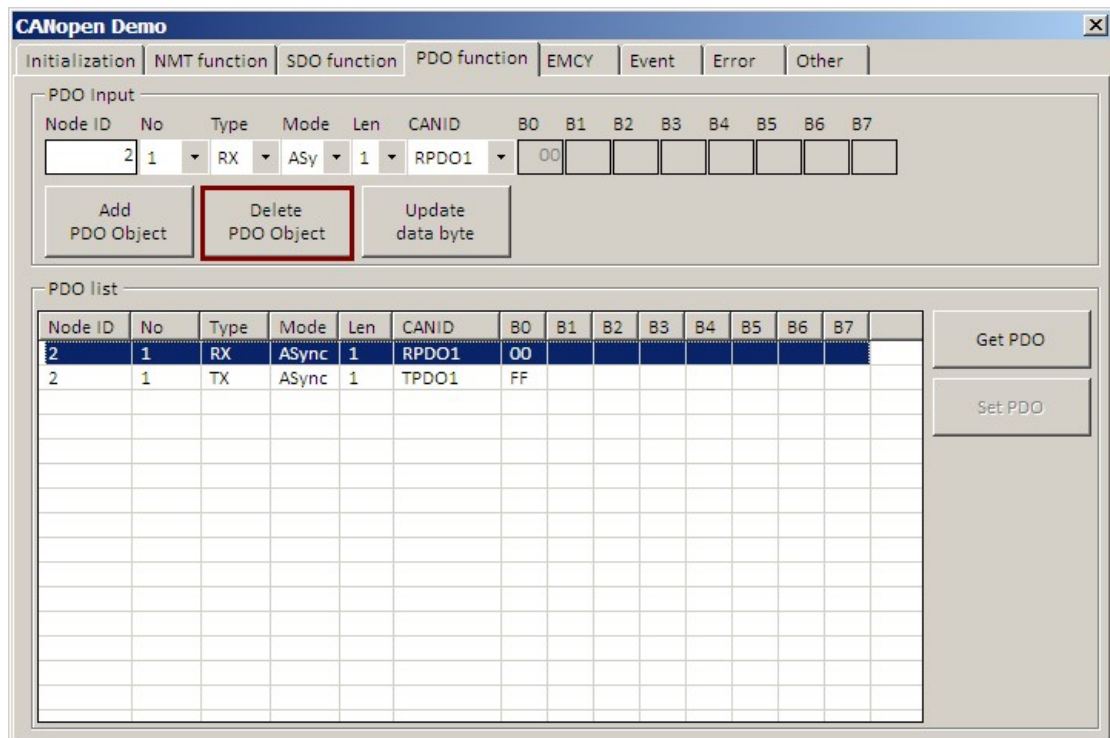 CANopen Demo
Initialization NMT function SDO function PDO function EMCY Event Error Other
PDO Input
Node ID No Type Mode Len CANID B0 B1 B2 B3 B4 B5 B6 B7
2 1 RX ASy 1 RPDO1 00
Add Delete Update
PDO Object PDO Object data byte
PDO list
Node ID No Type Mode Len CANID B0 B1 B2 B3 B4 B5 B6 B7
Get PDO
2 1 RX ASync 1 RPDO1 00
2 1 TX ASync 1 TPDO1 FF
Set PDO